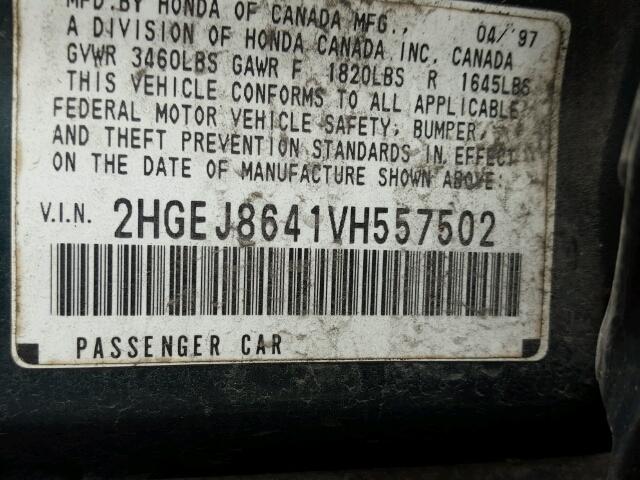 MFD. BY HONDA OF CANADA MFG., 04/'97
A DIVISION OF HONDA CANADA INC, CANADA
GVWR 3460LBS GAWR F 1820LBS R 1645LBS
THIS VEHICLE CONFORMS TO ALL APPLICABLE
FEDERAL MOTOR VEHICLE SAFETY, BUMPER,
AND THEFT PREVENTION STANDARDS IN EFFECT
ON THE DATE OF MANUFACTURE SHOWN ABOVE:
V.I.N. 2HGEJ8641VH557502
PASSENGER CAR